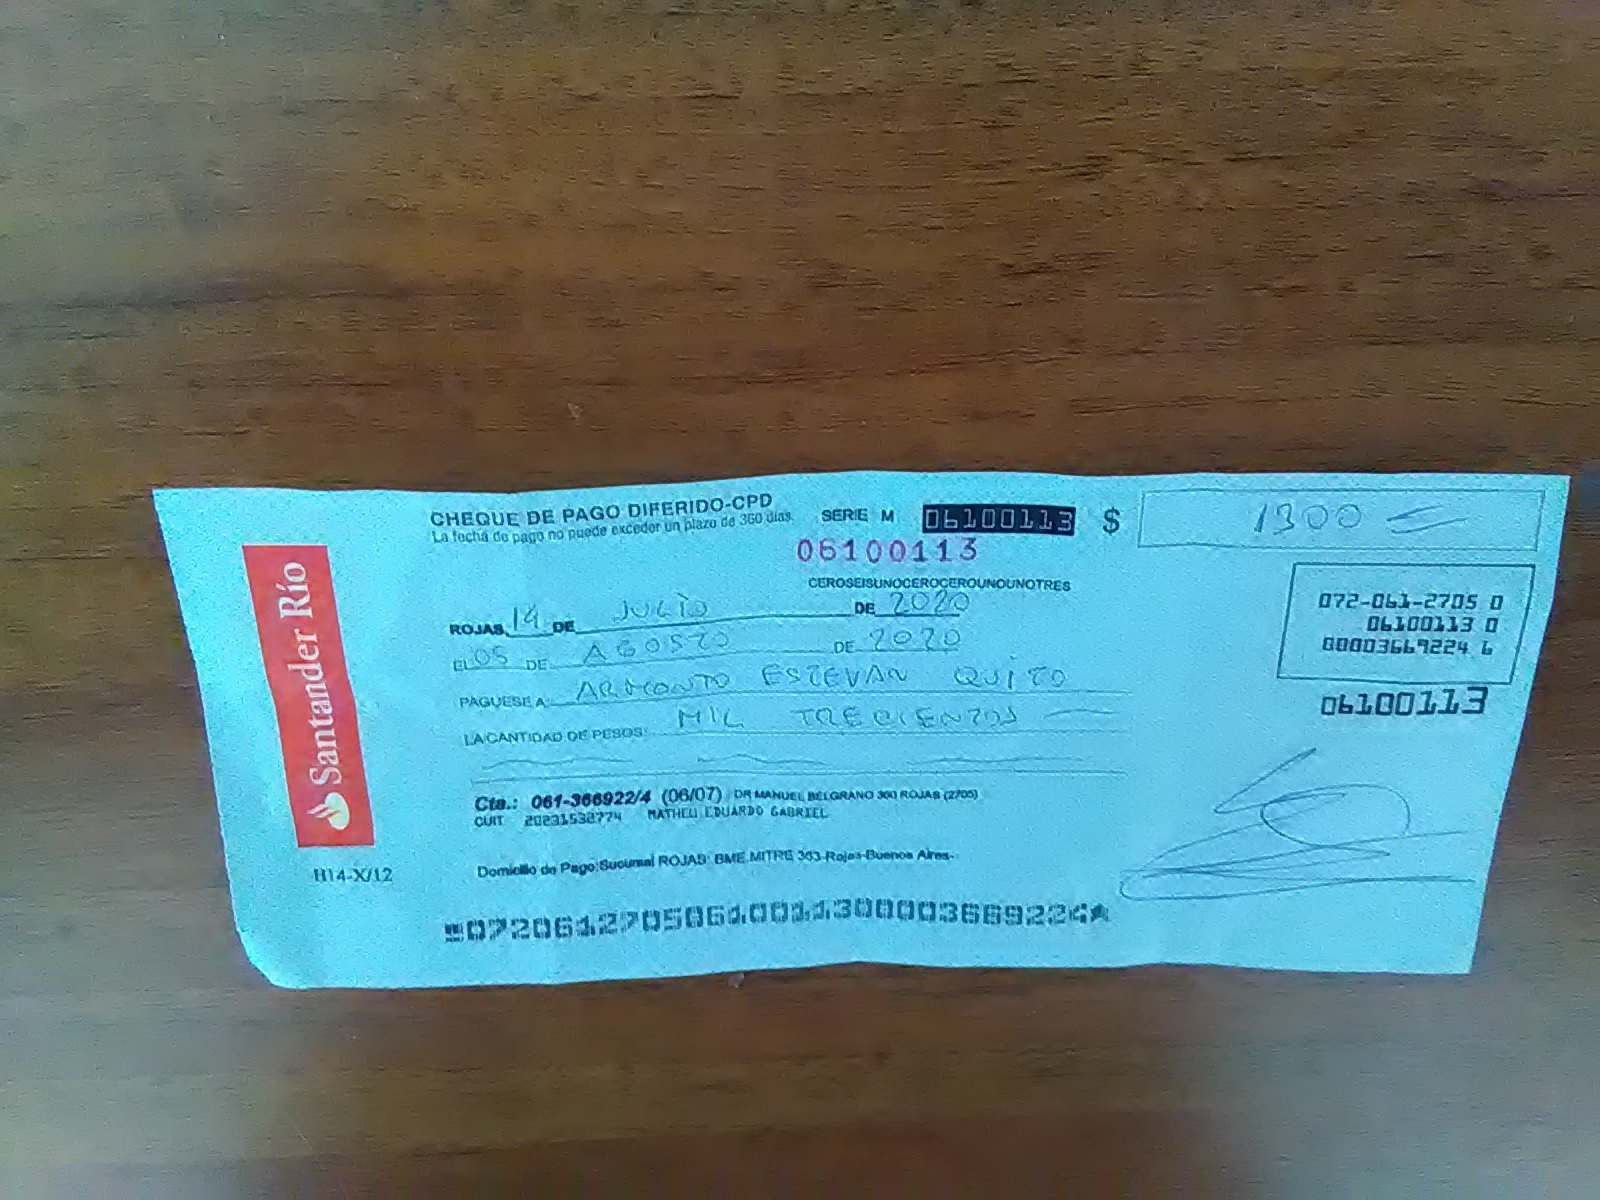 Santander Río
H14-X/12
CHEQUE DE PAGO DIFERIDO-CPD
La fecha de pago no puede exceder un plazo de 360 días.
SERIE M 06100113 $ 1300
06100113
CEROSEISUNOCEROCEROUNOUNOTRES
ROJAS, 14 DE JULIO DE 2020
EL 05 DE AGOSTO DE 2020
PAGUESE A ARMONTO ESTEVAN QUITO
LA CANTIDAD DE PESOS: MIL TRECIENTOS
072-061-2705 0
06100113 0
00003669224 6
06100113
Cta.: 061-366922/4 (06/07) DR MANUEL BELGRANO 300 ROJAS (2705)
CUIT 20231532774 MATHEU EDUARDO GABRIEL
Domicilio de Pago:Sucursal ROJAS: BME MITRE 363-Rojas-Buenos Aires-
07206127050610011300003669224